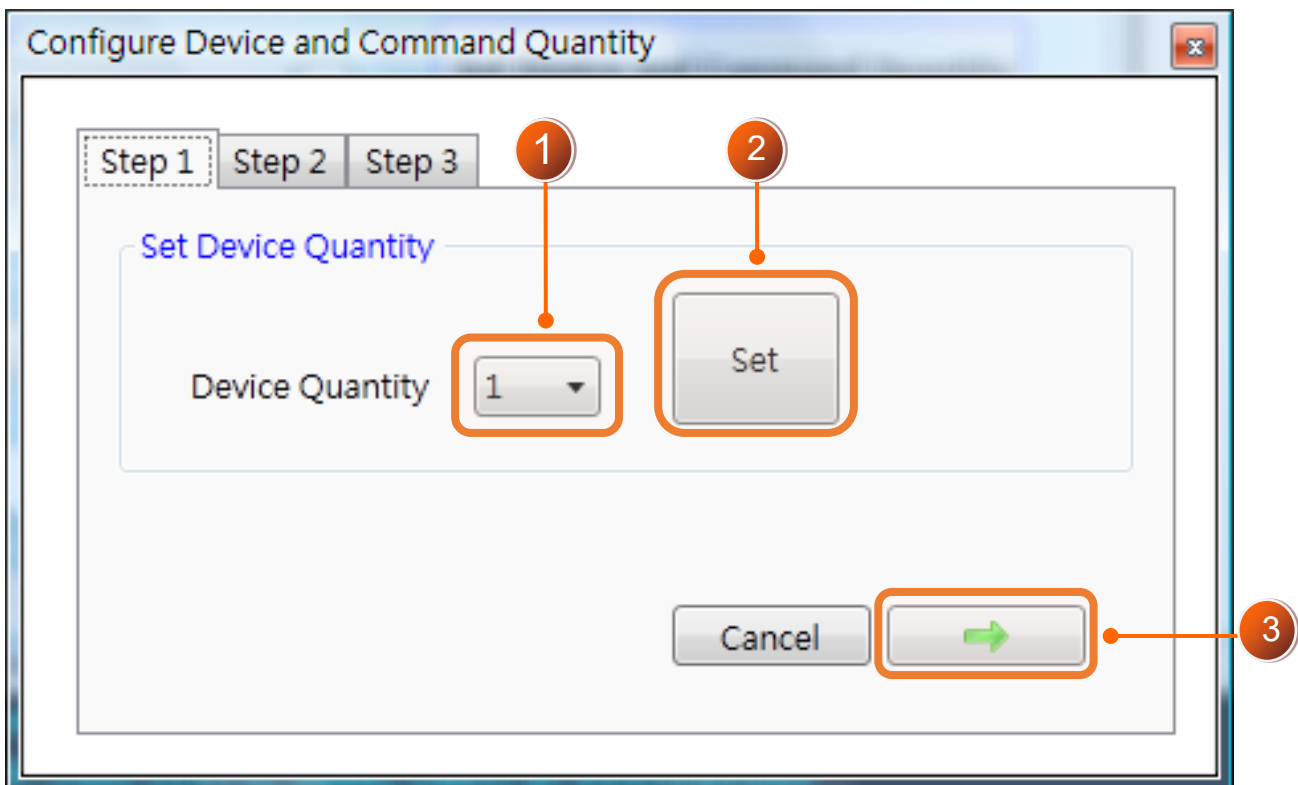 Configure Device and Command Quantity
x
Step 1 Step 2 Step 3
1
2
Set Device Quantity
Device Quantity 1 Set
Cancel
3